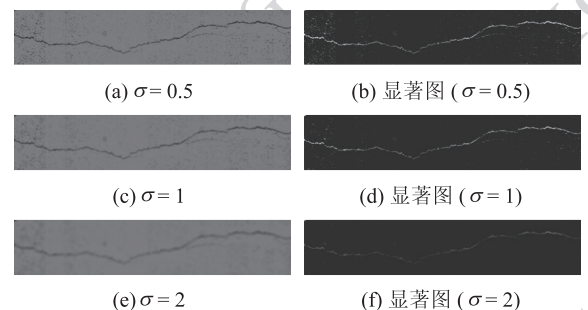 (a) σ = 0.5
(b) 显著图 ( σ = 0.5)
(c) σ = 1
(d) 显著图 ( σ = 1)
(e) σ = 2
(f) 显著图 ( σ = 2)